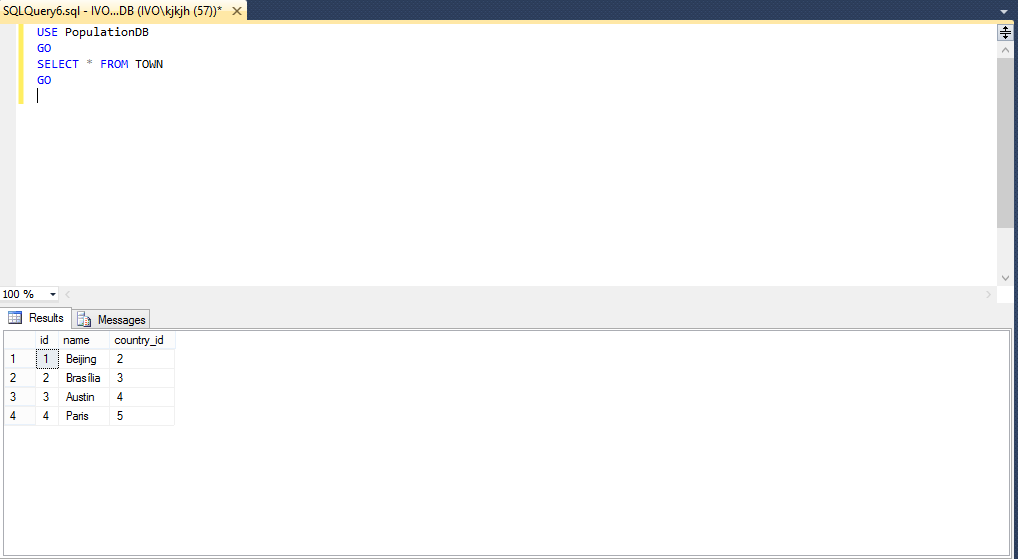 SQLQuery6.sql - IVO...DB (IVO\kjkjh (57))*
USE PopulationDB
GO
SELECT * FROM TOWN
GO
100 %
Results Messages
id name country_id
1 1 Beijing 2
2 2 Brasília 3
3 3 Austin 4
4 4 Paris 5